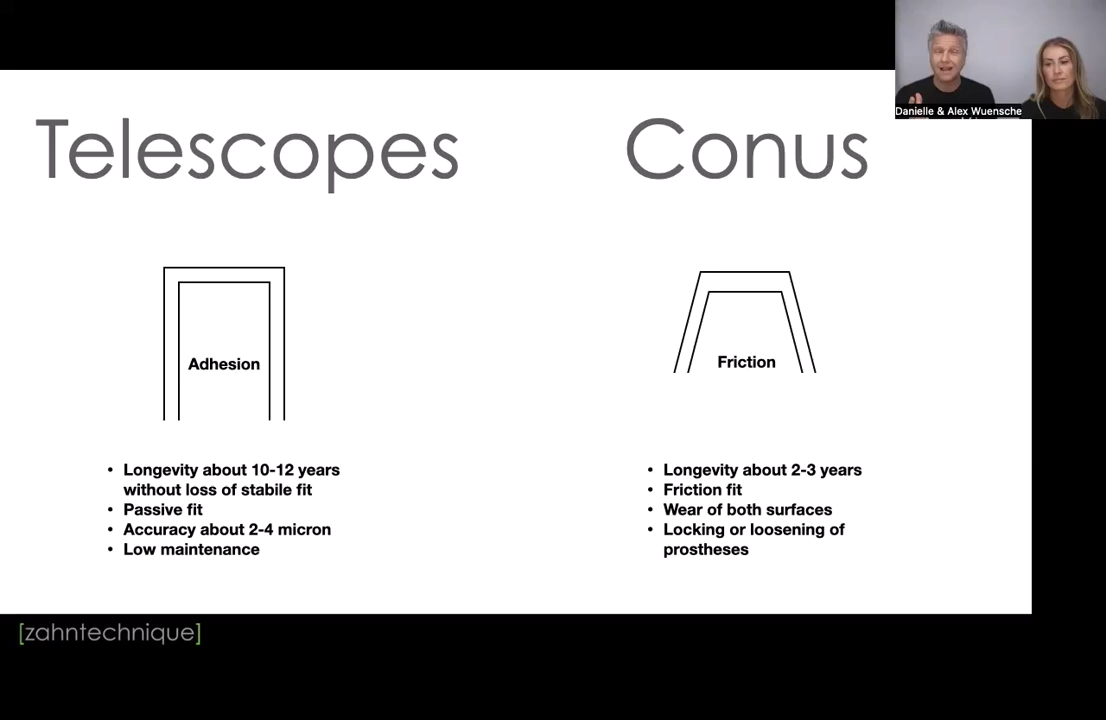 Danielle & Alex Wuensche
Telescopes
Adhesion
• Longevity about 10-12 years
without loss of stabile fit
• Passive fit
• Accuracy about 2-4 micron
• Low maintenance
Conus
Friction
• Longevity about 2-3 years
• Friction fit
• Wear of both surfaces
• Locking or loosening of
prostheses
[zahntechnique]